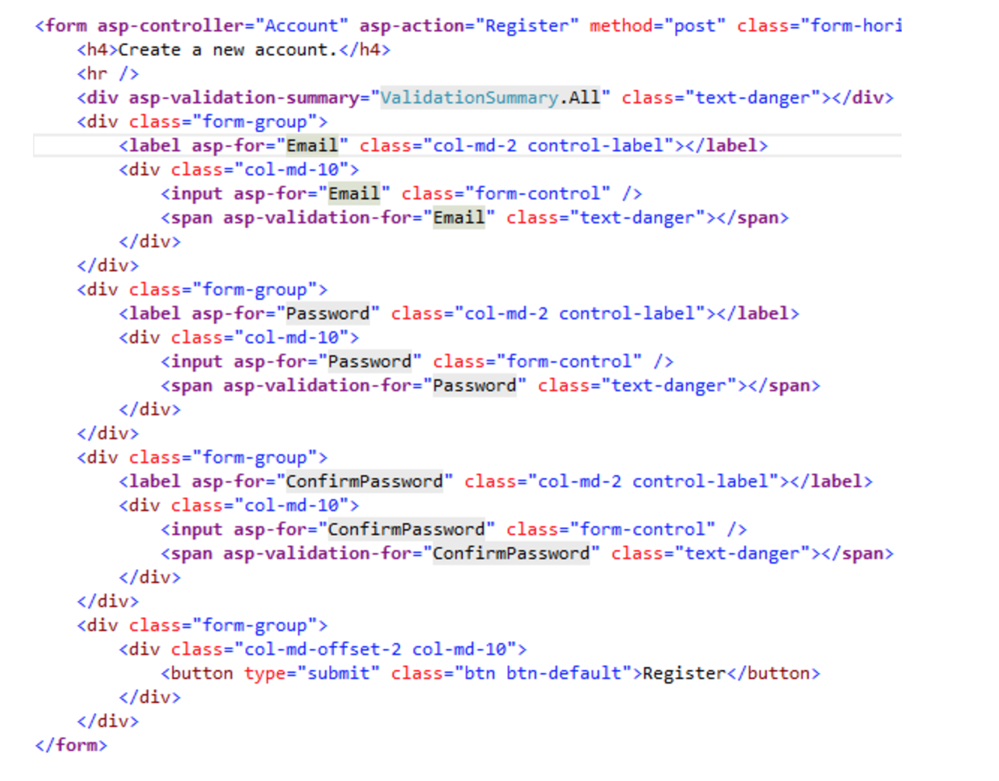 <form asp-controller="Account" asp-action="Register" method="post" class="form-hori
<h4>Create a new account.</h4>
<hr />
<div asp-validation-summary="ValidationSummary.All" class="text-danger"></div>
<div class="form-group">
<label asp-for="Email" class="col-md-2 control-label"></label>
<div class="col-md-10">
<input asp-for="Email" class="form-control" />
<span asp-validation-for="Email" class="text-danger"></span>
</div>
</div>
<div class="form-group">
<label asp-for="Password" class="col-md-2 control-label"></label>
<div class="col-md-10">
<input asp-for="Password" class="form-control" />
<span asp-validation-for="Password" class="text-danger"></span>
</div>
</div>
<div class="form-group">
<label asp-for="ConfirmPassword" class="col-md-2 control-label"></label>
<div class="col-md-10">
<input asp-for="ConfirmPassword" class="form-control" />
<span asp-validation-for="ConfirmPassword" class="text-danger"></span>
</div>
</div>
<div class="form-group">
<div class="col-md-offset-2 col-md-10">
<button type="submit" class="btn btn-default">Register</button>
</div>
</div>
</form>